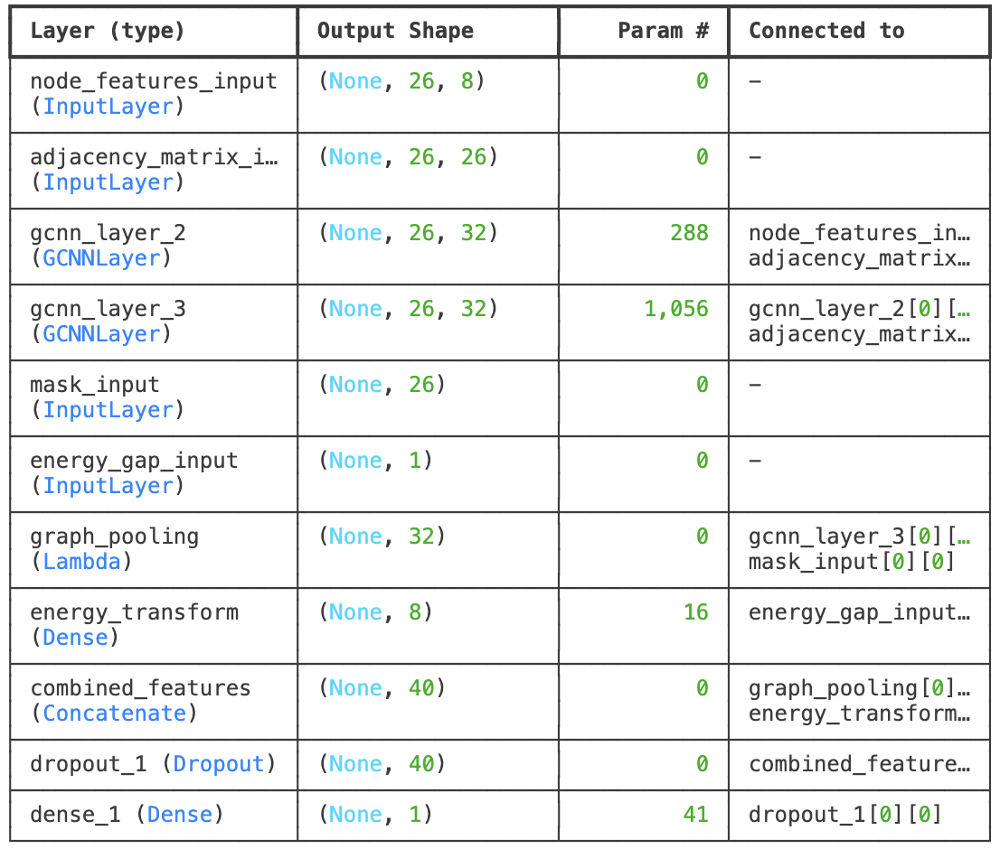 Layer (type) Output Shape Param # Connected to
node_features_input (None, 26, 8) 0 –
(InputLayer)
adjacency_matrix_i… (None, 26, 26) 0 –
(InputLayer)
gcnn_layer_2 (None, 26, 32) 288 node_features_in…
(GCNNLayer) adjacency_matrix…
gcnn_layer_3 (None, 26, 32) 1,056 gcnn_layer_2[0][…
(GCNNLayer) adjacency_matrix…
mask_input (None, 26) 0 –
(InputLayer)
energy_gap_input (None, 1) 0 –
(InputLayer)
graph_pooling (None, 32) 0 gcnn_layer_3[0][…
(Lambda) mask_input[0][0]
energy_transform (None, 8) 16 energy_gap_input…
(Dense)
combined_features (None, 40) 0 graph_pooling[0]…
(Concatenate) energy_transform…
dropout_1 (Dropout) (None, 40) 0 combined_feature…
dense_1 (Dense) (None, 1) 41 dropout_1[0][0]